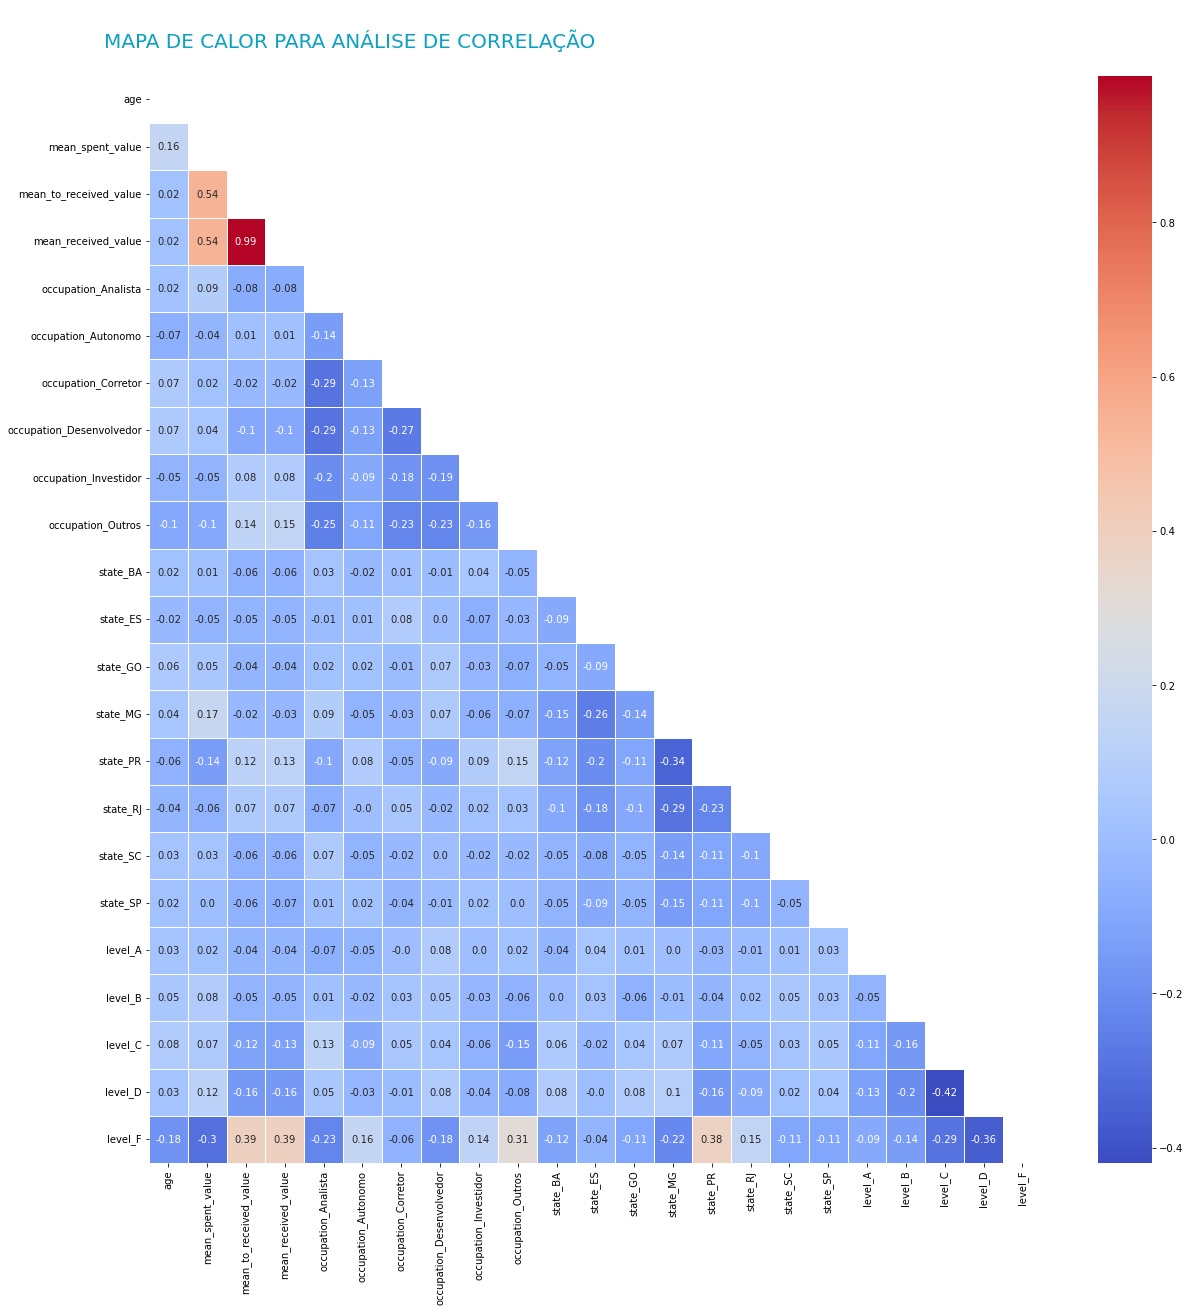 MAPA DE CALOR PARA ANÁLISE DE CORRELAÇÃO
age
mean_spent_value 0.16
mean_to_received_value 0.02 0.54
mean_received_value 0.02 0.54 0.99
occupation_Analista 0.02 0.09 -0.08 -0.08
occupation_Autonomo -0.07 -0.04 0.01 0.01 -0.14
occupation_Corretor 0.07 0.02 -0.02 -0.02 -0.29 -0.13
occupation_Desenvolvedor 0.07 0.04 -0.1 -0.1 -0.29 -0.13 -0.27
occupation_Investidor -0.05 -0.05 0.08 0.08 -0.2 -0.09 -0.18 -0.19
occupation_Outros -0.1 -0.1 0.14 0.15 -0.25 -0.11 -0.23 -0.23 -0.16
state_BA 0.02 0.01 -0.06 -0.06 0.03 -0.02 0.01 -0.01 0.04 -0.05
state_ES -0.02 -0.05 -0.05 -0.05 -0.01 0.01 0.08 0.0 -0.07 -0.03 -0.09
state_GO 0.06 0.05 -0.04 -0.04 0.02 0.02 -0.01 0.07 -0.03 -0.07 -0.05 -0.09
state_MG 0.04 0.17 -0.02 -0.03 0.09 -0.05 -0.03 0.07 -0.06 -0.07 -0.15 -0.26 -0.14
state_PR -0.06 -0.14 0.12 0.13 -0.1 0.08 -0.05 -0.09 0.09 0.15 -0.12 -0.2 -0.11 -0.34
state_RJ -0.04 -0.06 0.07 0.07 -0.07 -0.0 0.05 -0.02 0.02 0.03 -0.1 -0.18 -0.1 -0.29 -0.23
state_SC 0.03 0.03 -0.06 -0.06 0.07 -0.05 -0.02 0.0 -0.02 -0.02 -0.05 -0.08 -0.05 -0.14 -0.11 -0.1
state_SP 0.02 0.0 -0.06 -0.07 0.01 0.02 -0.04 -0.01 0.02 0.0 -0.05 -0.09 -0.05 -0.15 -0.11 -0.1 -0.05
level_A 0.03 0.02 -0.04 -0.04 -0.07 -0.05 -0.0 0.08 0.0 0.02 -0.04 0.04 0.01 0.0 -0.03 -0.01 0.01 0.03
level_B 0.05 0.08 -0.05 -0.05 0.01 -0.02 0.03 0.05 -0.03 -0.06 0.0 0.03 -0.06 -0.01 -0.04 0.02 0.05 0.03 -0.05
level_C 0.08 0.07 -0.12 -0.13 0.13 -0.09 0.05 0.04 -0.06 -0.15 0.06 -0.02 0.04 0.07 -0.11 -0.05 0.03 0.05 -0.11 -0.16
level_D 0.03 0.12 -0.16 -0.16 0.05 -0.03 -0.01 0.08 -0.04 -0.08 0.08 -0.0 0.08 0.1 -0.16 -0.09 0.02 0.04 -0.13 -0.2 -0.42
level_F -0.18 -0.3 0.39 0.39 -0.23 0.16 -0.06 -0.18 0.14 0.31 -0.12 -0.04 -0.11 -0.22 0.38 0.15 -0.11 -0.11 -0.09 -0.14 -0.29 -0.36
age
mean_spent_value
mean_to_received_value
mean_received_value
occupation_Analista
occupation_Autonomo
occupation_Corretor
occupation_Desenvolvedor
occupation_Investidor
occupation_Outros
state_BA
state_ES
state_GO
state_MG
state_PR
state_RJ
state_SC
state_SP
level_A
level_B
level_C
level_D
level_F
0.8
0.6
0.4
0.2
0.0
−0.2
−0.4